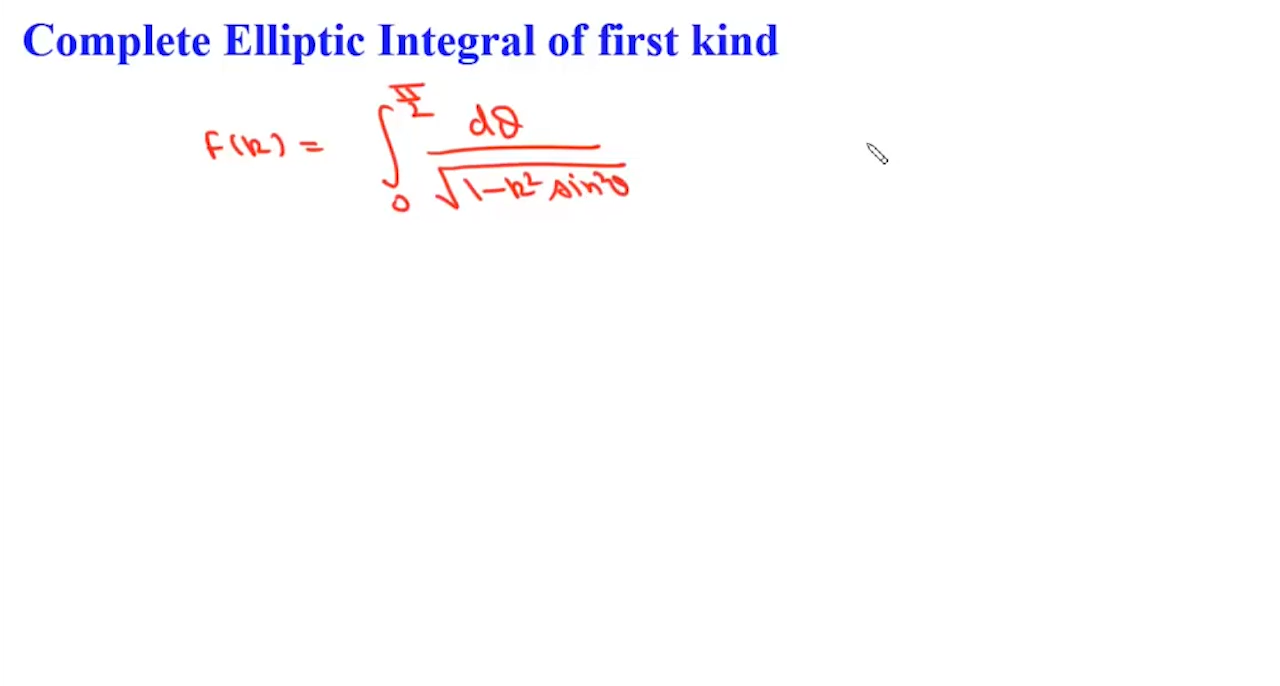 Complete Elliptic Integral of first kind
F(k) = ∫₀^{π/2} dθ / √(1−k² sin²θ)